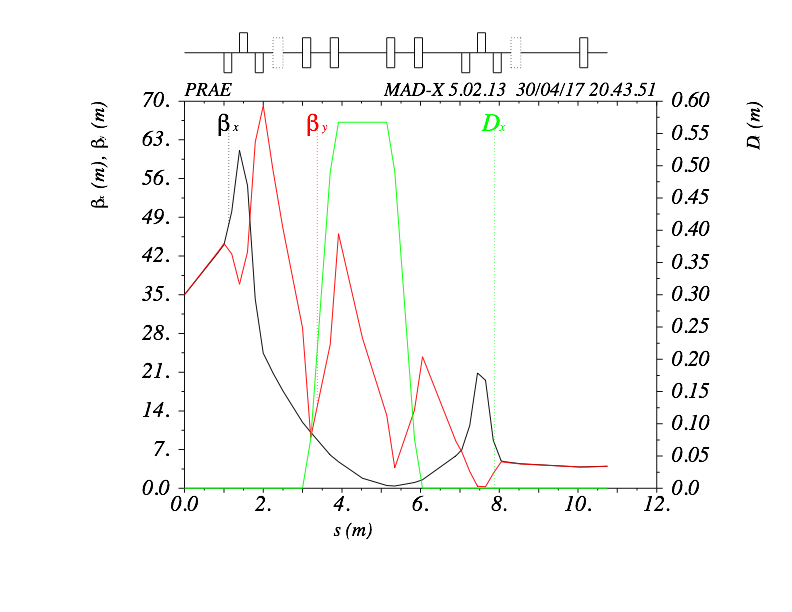 PRAE MAD-X 5.02.13 30/04/17 20.43.51
70. 0.60
βx βy Dx
63. 0.55
56. 0.50
49. 0.45
42. 0.40
0.35
35. 0.30
28. 0.25
21. 0.20
0.15
14. 0.10
7. 0.05
0.0 0.0
0.0 2. 4. 6. 8. 10. 12.
s (m)
βx (m), βy (m)
D (m)